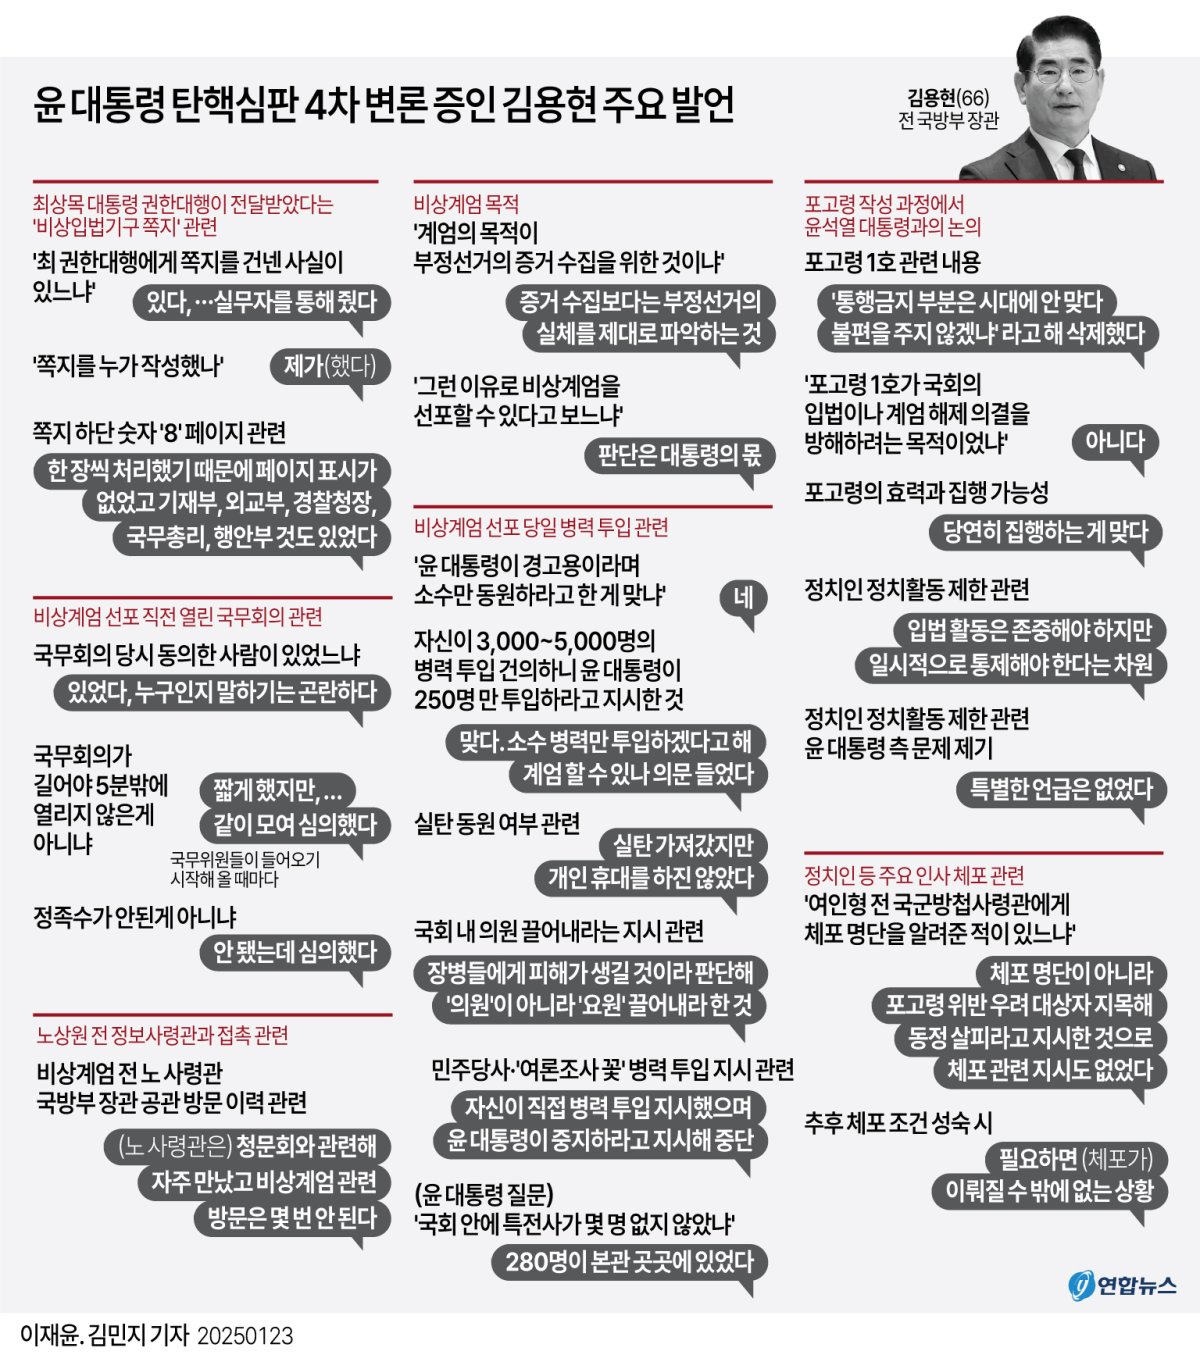 윤 대통령 탄핵심판 4차 변론 증인 김용현 주요 발언
김용현(66)
전 국방부 장관
최상목 대통령 권한대행이 전달받았다는
'비상입법기구 쪽지' 관련
'최 권한대행에게 쪽지를 건넨 사실이
있느냐'
있다, …실무자를 통해 줬다
'쪽지를 누가 작성했나'
제가(했다)
쪽지 하단 숫자 '8' 페이지 관련
한 장씩 처리했기 때문에 페이지 표시가
없었고 기재부, 외교부, 경찰청장,
국무총리, 행안부 것도 있었다
비상계엄 선포 직전 열린 국무회의 관련
국무회의 당시 동의한 사람이 있었느냐
있었다, 누구인지 말하기는 곤란하다
국무회의가
길어야 5분밖에
열리지 않은게
아니냐
짧게 했지만, …
같이 모여 심의했다
국무위원들이 들어오기
시작해 올 때마다
정족수가 안된게 아니냐
안 됐는데 심의했다
노상원 전 정보사령관과 접촉 관련
비상계엄 전 노 사령관
국방부 장관 공관 방문 이력 관련
(노 사령관은) 청문회와 관련해
자주 만났고 비상계엄 관련
방문은 몇 번 안 된다
비상계엄 목적
'계엄의 목적이
부정선거의 증거 수집을 위한 것이냐'
증거 수집보다는 부정선거의
실체를 제대로 파악하는 것
'그런 이유로 비상계엄을
선포할 수 있다고 보느냐'
판단은 대통령의 몫
비상계엄 선포 당일 병력 투입 관련
'윤 대통령이 경고용이라며
소수만 동원하라고 한 게 맞냐'
네
자신이 3,000~5,000명의
병력 투입 건의하니 윤 대통령이
250명 만 투입하라고 지시한 것
맞다. 소수 병력만 투입하겠다고 해
계엄 할 수 있나 의문 들었다
실탄 동원 여부 관련
실탄 가져갔지만
개인 휴대를 하진 않았다
국회 내 의원 끌어내라는 지시 관련
장병들에게 피해가 생길 것이라 판단해
'의원'이 아니라 '요원' 끌어내라 한 것
민주당사·'여론조사 꽃' 병력 투입 지시 관련
자신이 직접 병력 투입 지시했으며
윤 대통령이 중지하라고 지시해 중단
(윤 대통령 질문)
'국회 안에 특전사가 몇 명 없지 않았냐'
280명이 본관 곳곳에 있었다
포고령 작성 과정에서
윤석열 대통령과의 논의
포고령 1호 관련 내용
'통행금지 부분은 시대에 안 맞다
불편을 주지 않겠냐' 라고 해 삭제했다
'포고령 1호가 국회의
입법이나 계엄 해제 의결을
방해하려는 목적이었냐'
아니다
포고령의 효력과 집행 가능성
당연히 집행하는 게 맞다
정치인 정치활동 제한 관련
입법 활동은 존중해야 하지만
일시적으로 통제해야 한다는 차원
정치인 정치활동 제한 관련
윤 대통령 측 문제 제기
특별한 언급은 없었다
정치인 등 주요 인사 체포 관련
'여인형 전 국군방첩사령관에게
체포 명단을 알려준 적이 있느냐'
체포 명단이 아니라
포고령 위반 우려 대상자 지목해
동정 살피라고 지시한 것으로
체포 관련 지시도 없었다
추후 체포 조건 성숙 시
필요하면 (체포가)
이뤄질 수 밖에 없는 상황
연합뉴스
이재윤. 김민지 기자 20250123